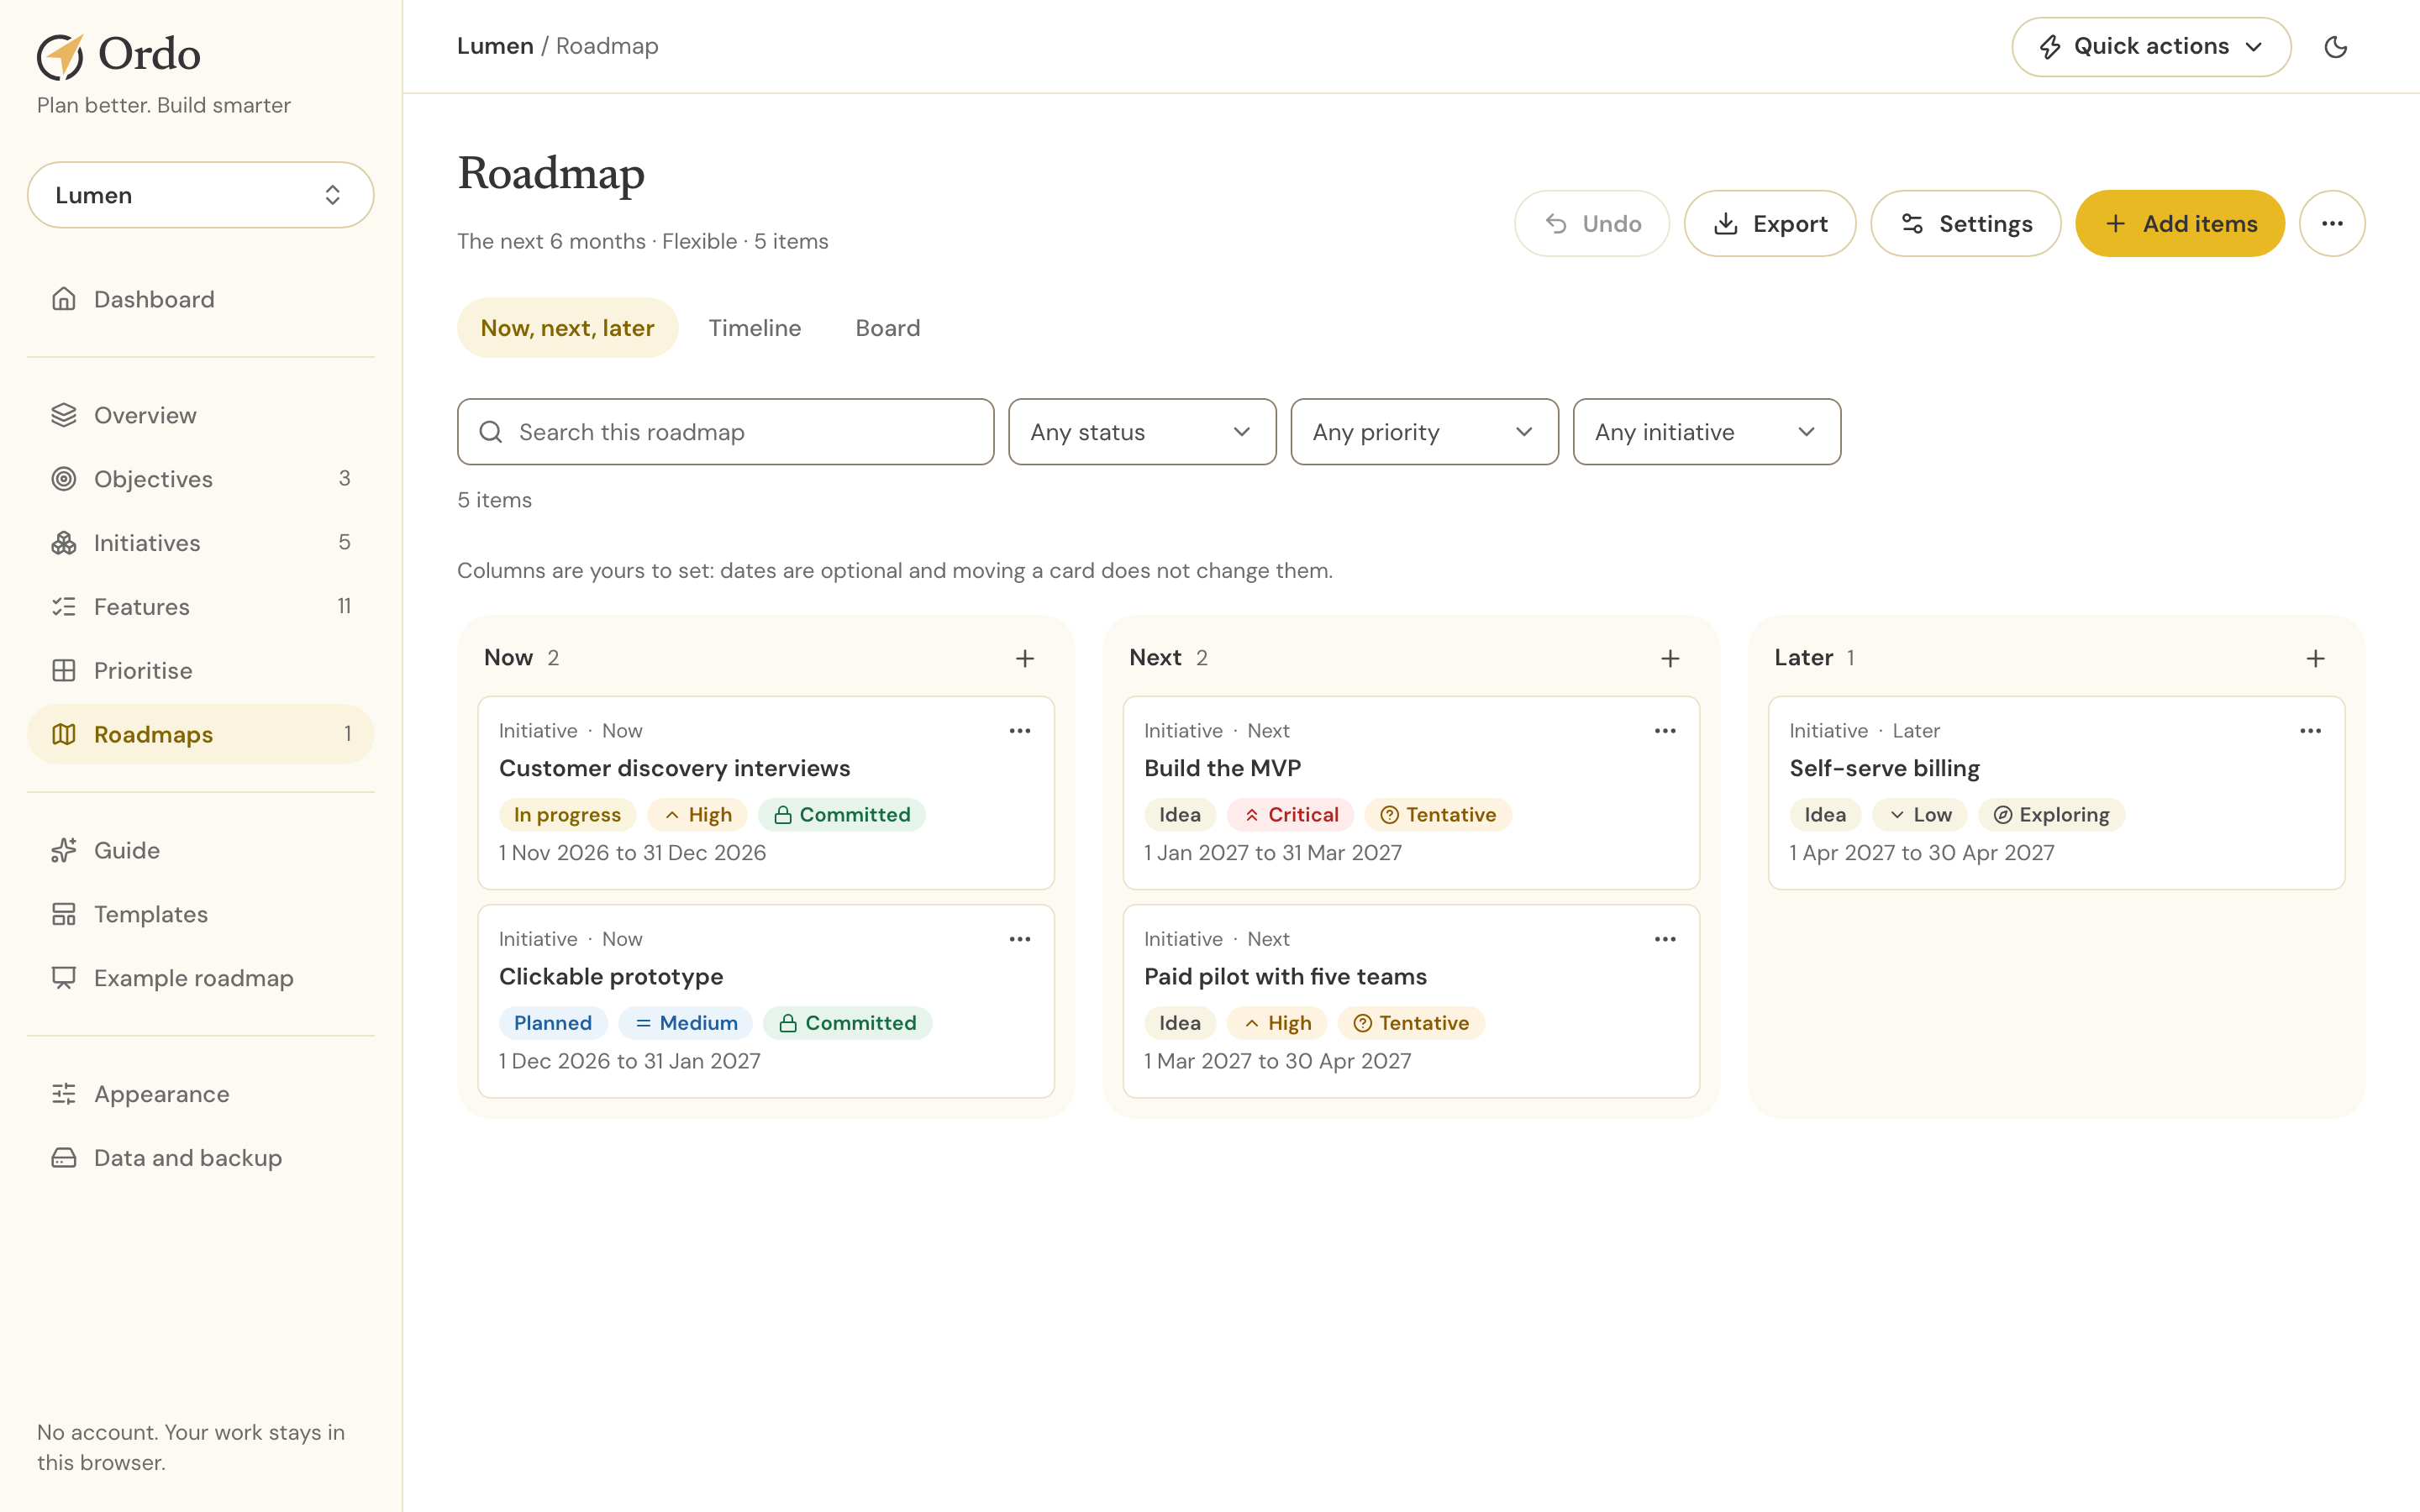 Ordo
Plan better. Build smarter
Lumen
Dashboard
Overview
Objectives 3
Initiatives 5
Features 11
Prioritise
Roadmaps 1
Guide
Templates
Example roadmap
Appearance
Data and backup
No account. Your work stays in
this browser.
Lumen / Roadmap
Quick actions
Roadmap
The next 6 months · Flexible · 5 items
Undo
Export
Settings
Add items
Now, next, later
Timeline
Board
Search this roadmap
Any status
Any priority
Any initiative
5 items
Columns are yours to set: dates are optional and moving a card does not change them.
Now 2
Initiative · Now
Customer discovery interviews
In progress High Committed
1 Nov 2026 to 31 Dec 2026
Initiative · Now
Clickable prototype
Planned Medium Committed
1 Dec 2026 to 31 Jan 2027
Next 2
Initiative · Next
Build the MVP
Idea Critical Tentative
1 Jan 2027 to 31 Mar 2027
Initiative · Next
Paid pilot with five teams
Idea High Tentative
1 Mar 2027 to 30 Apr 2027
Later 1
Initiative · Later
Self-serve billing
Idea Low Exploring
1 Apr 2027 to 30 Apr 2027